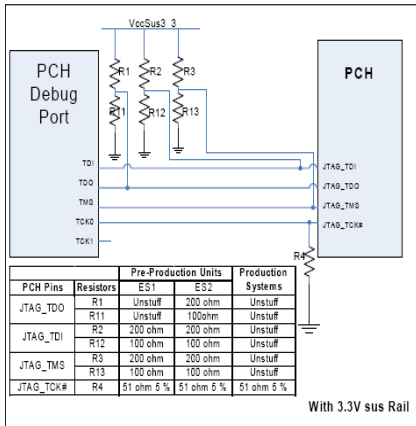 VccSus3_3
PCH
Debug
Port
R1
R2
R3
R11
R12
R13
PCH
TDI
TDO
TMS
TCK0
TCK1
JTAG_TDI
JTAG_TDO
JTAG_TMS
JTAG_TCK#
R4
Pre-Production Units Production Systems
PCH Pins Resistors ES1 ES2
JTAG_TDO R1 Unstuff 200 ohm Unstuff
R11 Unstuff 100ohm Unstuff
JTAG_TDI R2 200 ohm 200 ohm Unstuff
R12 100 ohm 100 ohm Unstuff
JTAG_TMS R3 200 ohm 200 ohm Unstuff
R13 100 ohm 100 ohm Unstuff
JTAG_TCK# R4 51 ohm 5 % 51 ohm 5 % 51 ohm 5 %
With 3.3V sus Rail